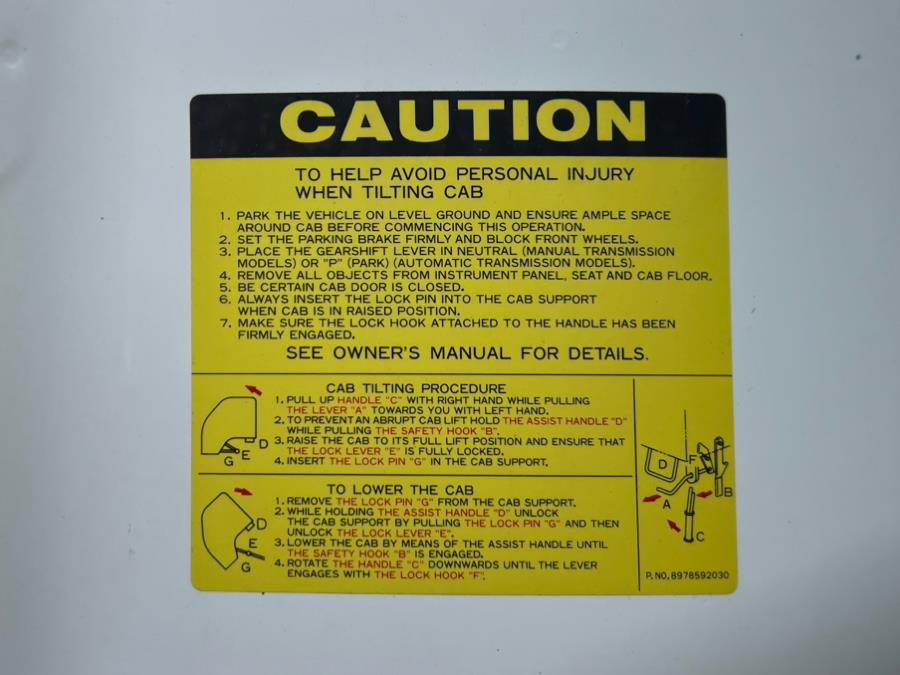 CAUTION
TO HELP AVOID PERSONAL INJURY
WHEN TILTING CAB
1. PARK THE VEHICLE ON LEVEL GROUND AND ENSURE AMPLE SPACE
AROUND CAB BEFORE COMMENCING THIS OPERATION.
2. SET THE PARKING BRAKE FIRMLY AND BLOCK FRONT WHEELS.
3. PLACE THE GEARSHIFT LEVER IN NEUTRAL (MANUAL TRANSMISSION
MODELS) OR "P" (PARK) (AUTOMATIC TRANSMISSION MODELS).
4. REMOVE ALL OBJECTS FROM INSTRUMENT PANEL, SEAT AND CAB FLOOR.
5. BE CERTAIN CAB DOOR IS CLOSED.
6. ALWAYS INSERT THE LOCK PIN INTO THE CAB SUPPORT
WHEN CAB IS IN RAISED POSITION.
7. MAKE SURE THE LOCK HOOK ATTACHED TO THE HANDLE HAS BEEN
FIRMLY ENGAGED.
SEE OWNER'S MANUAL FOR DETAILS.
CAB TILTING PROCEDURE
1. PULL UP HANDLE "C" WITH RIGHT HAND WHILE PULLING
THE LEVER "A" TOWARDS YOU WITH LEFT HAND.
2. TO PREVENT AN ABRUPT CAB LIFT HOLD THE ASSIST HANDLE "D"
WHILE PULLING THE SAFETY HOOK "B".
3. RAISE THE CAB TO ITS FULL LIFT POSITION AND ENSURE THAT
THE LOCK LEVER "E" IS FULLY LOCKED.
4. INSERT THE LOCK PIN "G" IN THE CAB SUPPORT.
D
E
G
TO LOWER THE CAB
1. REMOVE THE LOCK PIN "G" FROM THE CAB SUPPORT.
2. WHILE HOLDING THE ASSIST HANDLE "D" UNLOCK
THE CAB SUPPORT BY PULLING THE LOCK PIN "G" AND THEN
UNLOCK THE LOCK LEVER "E".
3. LOWER THE CAB BY MEANS OF THE ASSIST HANDLE UNTIL
THE SAFETY HOOK "B" IS ENGAGED.
4. ROTATE THE HANDLE "C" DOWNWARDS UNTIL THE LEVER
ENGAGES WITH THE LOCK HOOK "F".
D
E
G
D
F
A
B
C
P. NO. 8978592030